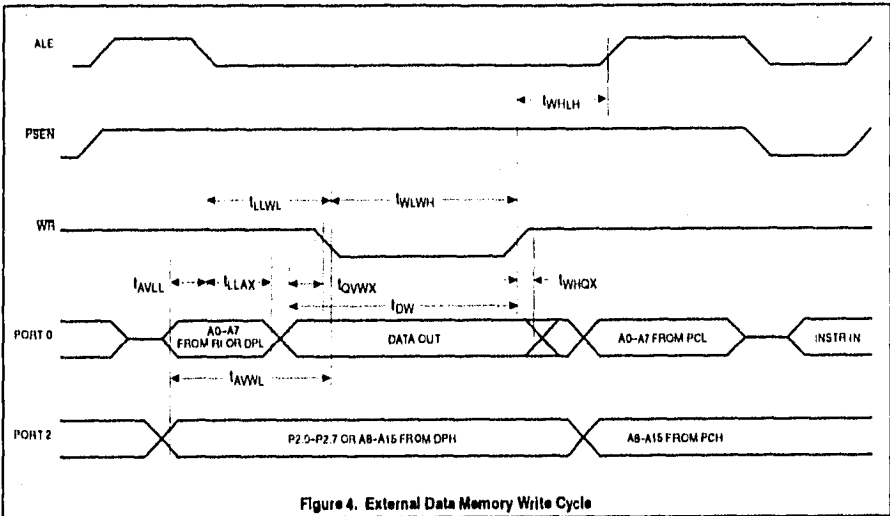 ALE
tWHLH
PSEN
tLLWL
tWLWH
WR
tAVLL
tLLAX
tQVWX
tWHQX
tDW
PORT 0
A0-A7
FROM RI OR DPL
DATA OUT
A0-A7 FROM PCL
INSTR IN
tAVWL
PORT 2
P2.0-P2.7 OR A8-A15 FROM DPH
A8-A15 FROM PCH
Figure 4. External Data Memory Write Cycle